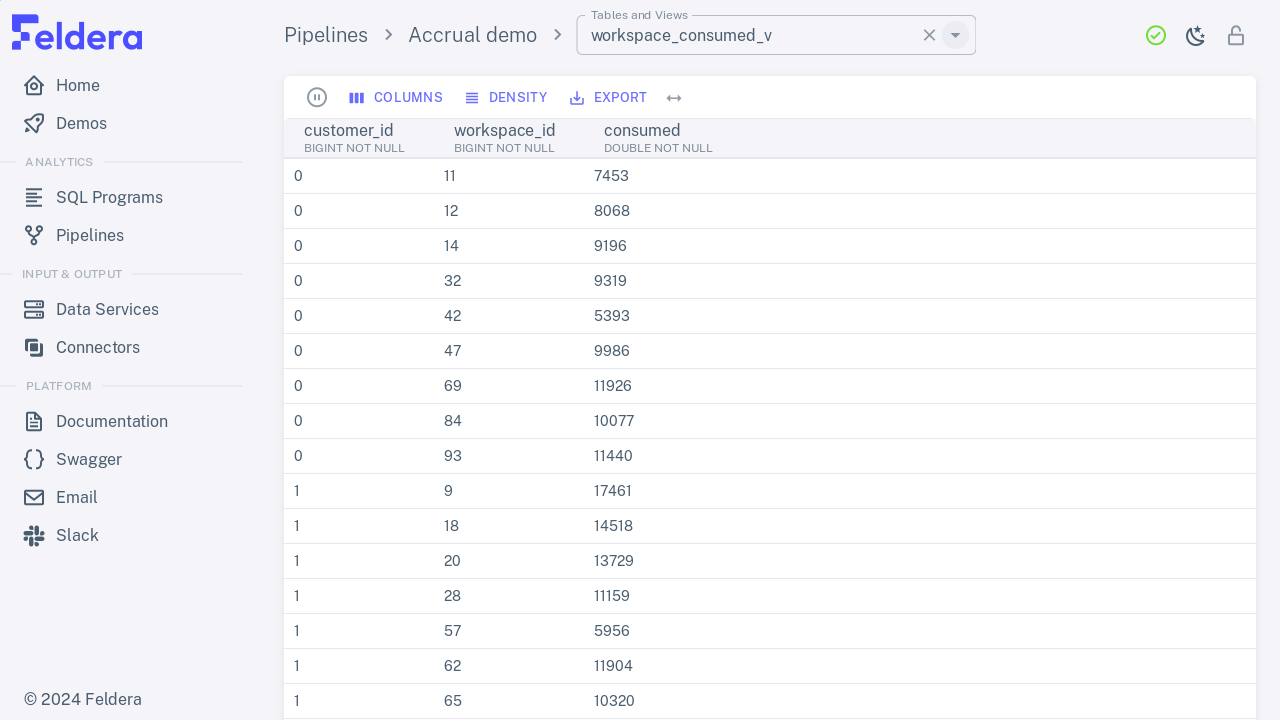 Feldera
Home
Demos
ANALYTICS
SQL Programs
Pipelines
INPUT & OUTPUT
Data Services
Connectors
PLATFORM
Documentation
Swagger
Email
Slack
© 2024 Feldera
Pipelines > Accrual demo >
Tables and Views
workspace_consumed_v
COLUMNS DENSITY EXPORT
customer_id workspace_id consumed
BIGINT NOT NULL BIGINT NOT NULL DOUBLE NOT NULL
0 11 7453
0 12 8068
0 14 9196
0 32 9319
0 42 5393
0 47 9986
0 69 11926
0 84 10077
0 93 11440
1 9 17461
1 18 14518
1 20 13729
1 28 11159
1 57 5956
1 62 11904
1 65 10320